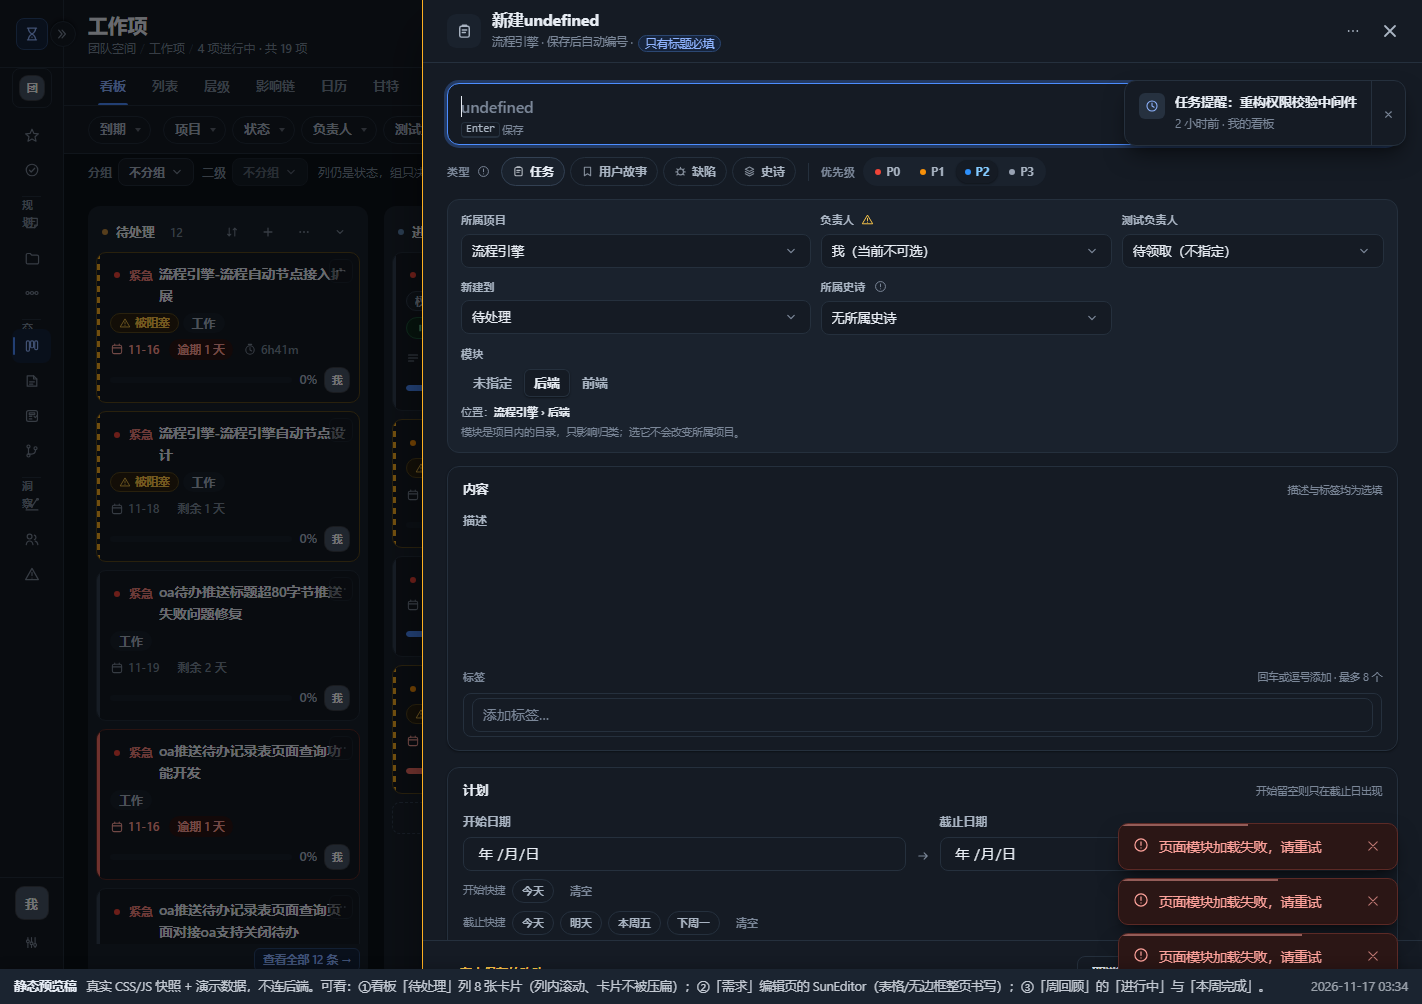 工作项
团队空间 / 工作项 / 4 项进行中 · 共 19 项
看板 列表 层级 影响链 日历 甘特
到期 项目 状态 负责人 测试
分组 不分组 二级 不分组 列仍是状态，组只决
团
规划
洞察
我
待处理 12
紧急 流程引擎-流程自动节点接入扩展
被阻塞 工作
11-16 逾期 1 天 6h41m
0% 我
紧急 流程引擎-流程引擎自动节点设计
被阻塞 工作
11-18 剩余 1 天
0% 我
紧急 oa待办推送标题超80字节推送失败问题修复
工作
11-19 剩余 2 天
0% 我
紧急 oa推送待办记录表页面查询功能开发
工作
11-16 逾期 1 天
0% 我
紧急 oa推送待办记录表页面查询页面对接oa支持关闭待办
查看全部 12 条 →
新建undefined
流程引擎 · 保存后自动编号 · 只有标题必填
undefined
Enter 保存
任务提醒：重构权限校验中间件
2 小时前 · 我的看板
类型 任务 用户故事 缺陷 史诗 优先级 P0 P1 P2 P3
所属项目 负责人 测试负责人
流程引擎 我（当前不可选） 待领取（不指定）
新建到 所属史诗
待处理 无所属史诗
模块
未指定 后端 前端
位置：流程引擎 › 后端
模块是项目内的目录，只影响归类；选它不会改变所属项目。
内容 描述与标签均为选填
描述
标签 回车或逗号添加 · 最多 8 个
添加标签...
计划 开始留空则只在截止日出现
开始日期 截止日期
年 /月/日 → 年 /月/日
开始快捷 今天 清空
截止快捷 今天 明天 本周五 下周一 清空
页面模块加载失败，请重试
页面模块加载失败，请重试
页面模块加载失败，请重试
静态预览稿 真实 CSS/JS 快照 + 演示数据，不连后端。可看：①看板「待处理」列 8 张卡片（列内滚动、卡片不被压扁）；②「需求」编辑页的 SunEditor（表格/无边框整页书写）；③「周回顾」的「进行中」与「本周完成」。 2026-11-17 03:34